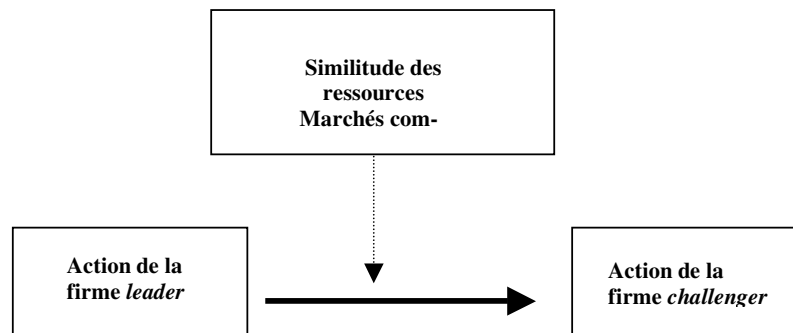 Similitude des
ressources
Marchés com-
Action de la
firme leader
Action de la
firme challenger